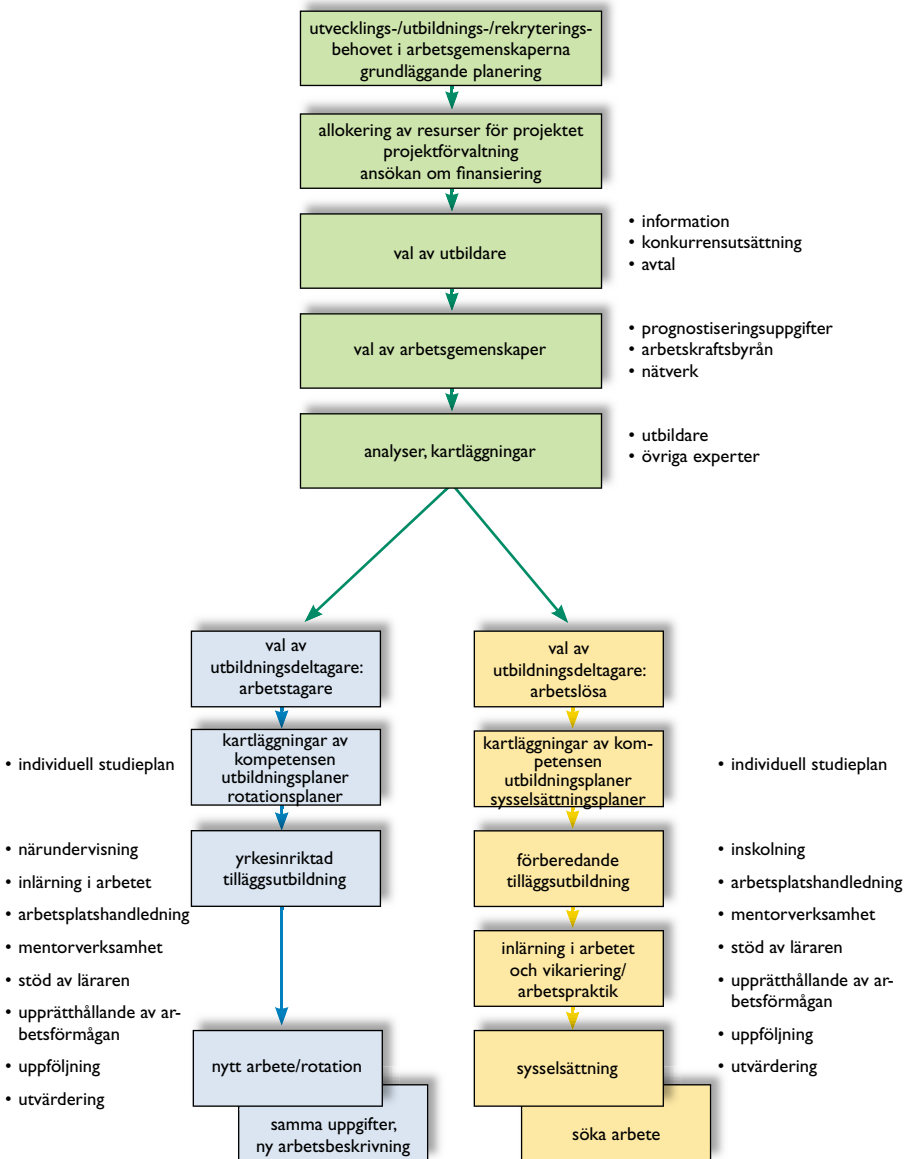 utvecklings-/utbildnings-/rekryterings-
behovet i arbetsgemenskaperna
grundläggande planering
allokering av resurser för projektet
projektförvaltning
ansökan om finansiering
val av utbildare
• information
• konkurrensutsättning
• avtal
val av arbetsgemenskaper
• prognostiseringsuppgifter
• arbetskraftsbyrån
• nätverk
analyser, kartläggningar
• utbildare
• övriga experter
val av
utbildningsdeltagare:
arbetstagare
kartläggningar av
kompetensen
utbildningsplaner
rotationsplaner
• individuell studieplan
yrkesinriktad
tilläggsutbildning
• närundervisning
• inlärning i arbetet
• arbetsplatshandledning
• mentorverksamhet
• stöd av läraren
• upprätthållande av ar-
betsförmågan
• uppföljning
• utvärdering
nytt arbete/rotation
samma uppgifter,
ny arbetsbeskrivning
val av
utbildningsdeltagare:
arbetslösa
kartläggningar av kom-
petensen
utbildningsplaner
sysselsättningsplaner
• individuell studieplan
förberedande
tilläggsutbildning
inlärning i arbetet
och vikariering/
arbetspraktik
• inskolning
• arbetsplatshandledning
• mentorverksamhet
• stöd av läraren
• upprätthållande av ar-
betsförmågan
• uppföljning
• utvärdering
sysselsättning
söka arbete